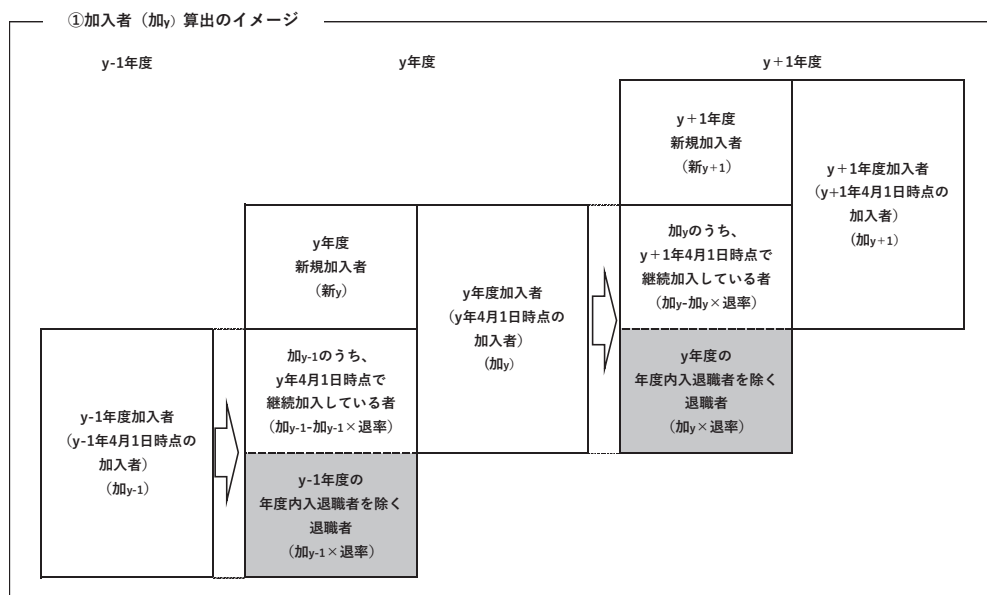 ①加入者（加y）算出のイメージ
y-1年度
y年度
y＋1年度
y-1年度加入者
（y-1年4月1日時点の
加入者）
（加y-1）
y年度
新規加入者
（新y）
加y-1のうち、
y年4月1日時点で
継続加入している者
（加y-1-加y-1×退率）
y-1年度の
年度内入退職者を除く
退職者
（加y-1×退率）
y年度加入者
（y年4月1日時点の
加入者）
（加y）
y＋1年度
新規加入者
（新y+1）
加yのうち、
y＋1年4月1日時点で
継続加入している者
（加y-加y×退率）
y年度の
年度内入退職者を除く
退職者
（加y×退率）
y＋1年度加入者
（y+1年4月1日時点の
加入者）
（加y+1）